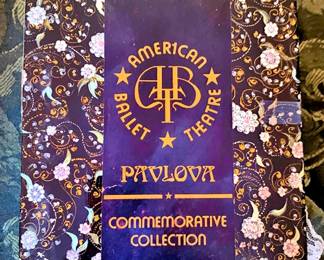 AMERICAN
ABT
BALLET THEATRE
PAVLOVA
COMMEMORATIVE
COLLECTION